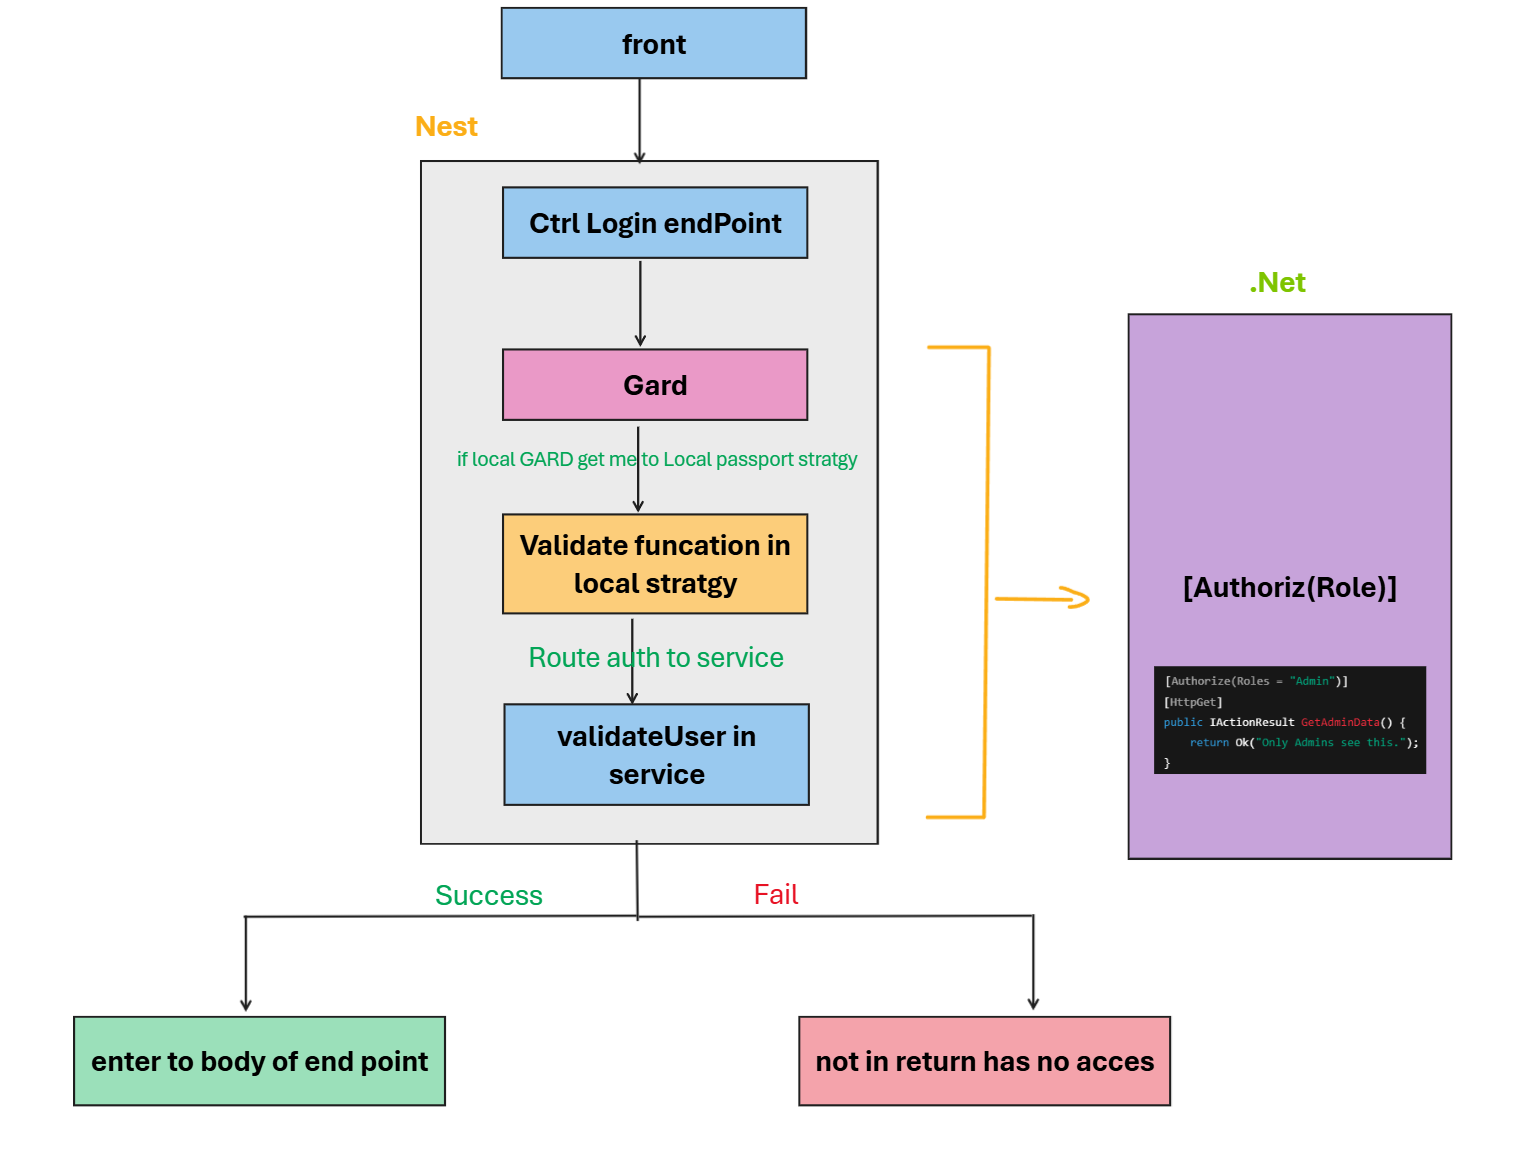 front
Nest
Ctrl Login endPoint
Gard
if local GARD get me to Local passport stratgy
Validate funcation in
local stratgy
Route auth to service
validateUser in
service
.Net
[Authoriz(Role)]
[Authorize(Roles = "Admin")]
[HttpGet]
public IActionResult GetAdminData() {
return Ok("Only Admins see this.");
}
Success
Fail
enter to body of end point
not in return has no acces